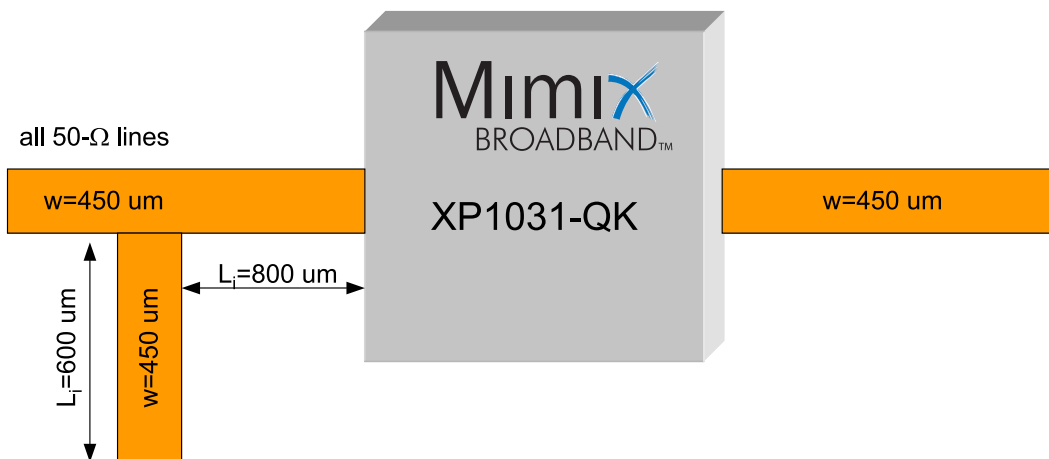 MimiX
BROADBAND™
all 50-Ω lines
w=450 um
XP1031-QK
w=450 um
Li=800 um
Li=600 um
w=450 um